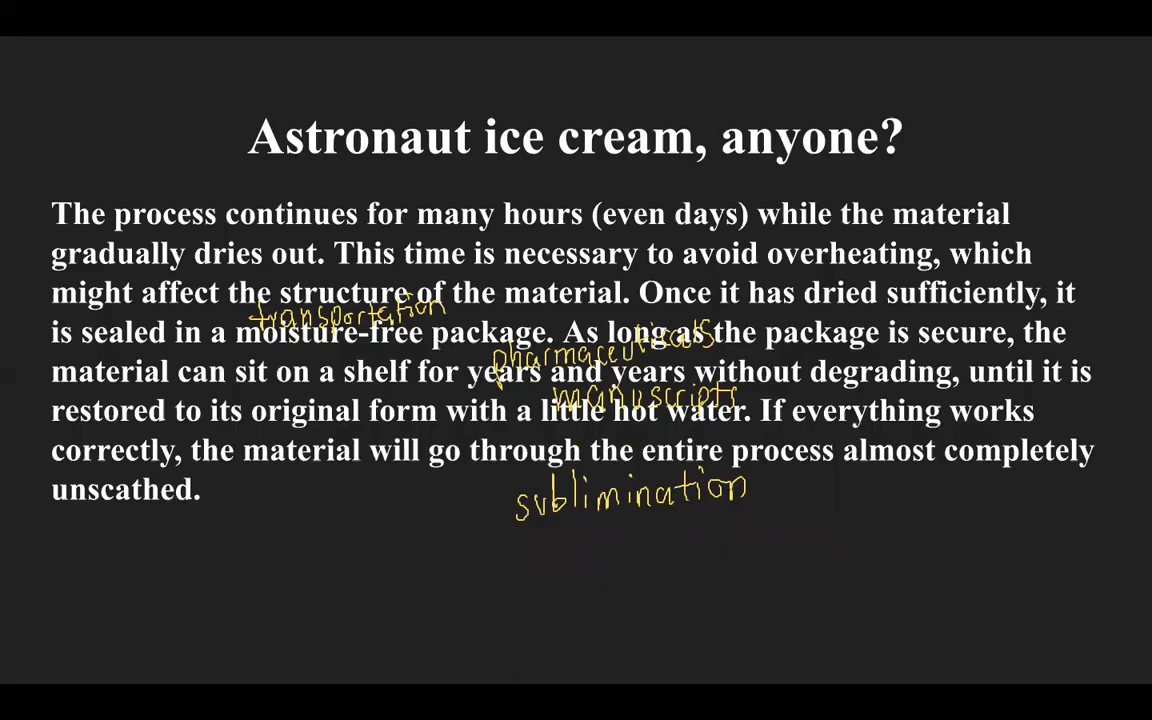 Astronaut ice cream, anyone?
The process continues for many hours (even days) while the material
gradually dries out. This time is necessary to avoid overheating, which
might affect the structure of the material. Once it has dried sufficiently, it
transportation
is sealed in a moisture-free package. As long as the package is secure, the
pharmaceuticals
material can sit on a shelf for years and years without degrading, until it is
manuscripts
restored to its original form with a little hot water. If everything works
correctly, the material will go through the entire process almost completely
unscathed.
sublimination